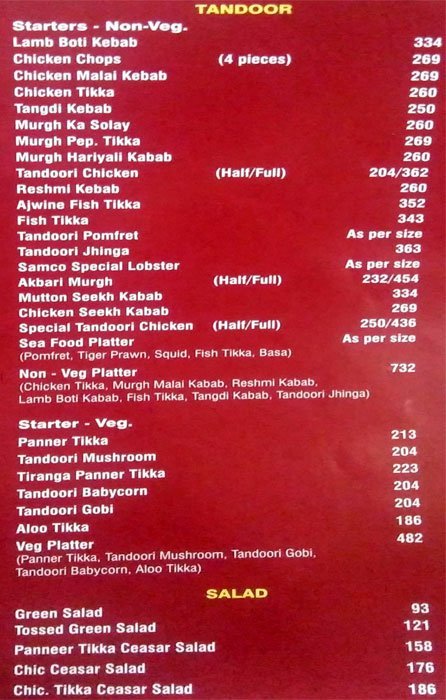 TANDOOR
Starters - Non-Veg.
Lamb Boti Kebab 334
Chicken Chops (4 pieces) 269
Chicken Malai Kebab 269
Chicken Tikka 260
Tangdi Kebab 250
Murgh Ka Solay 260
Murgh Pep. Tikka 269
Murgh Hariyali Kabab 260
Tandoori Chicken (Half/Full) 204/362
Reshmi Kebab 260
Ajwine Fish Tikka 352
Fish Tikka 343
Tandoori Pomfret As per size
Tandoori Jhinga 363
Samco Special Lobster As per size
Akbari Murgh (Half/Full) 232/454
Mutton Seekh Kabab 334
Chicken Seekh Kabab 269
Special Tandoori Chicken (Half/Full) 250/436
Sea Food Platter As per size
(Pomfret, Tiger Prawn, Squid, Fish Tikka, Basa)
Non - Veg Platter 732
(Chicken Tikka, Murgh Malai Kabab, Reshmi Kabab,
Lamb Boti Kabab, Fish Tikka, Tangdi Kabab, Tandoori Jhinga)
Starter - Veg.
Panner Tikka 213
Tandoori Mushroom 204
Tiranga Panner Tikka 223
Tandoori Babycorn 204
Tandoori Gobi 204
Aloo Tikka 186
Veg Platter 482
(Panner Tikka, Tandoori Mushroom, Tandoori Gobi,
Tandoori Babycorn, Aloo Tikka)
SALAD
Green Salad 93
Tossed Green Salad 121
Panneer Tikka Ceasar Salad 158
Chic Ceasar Salad 176
Chic. Tikka Ceasar Salad 186